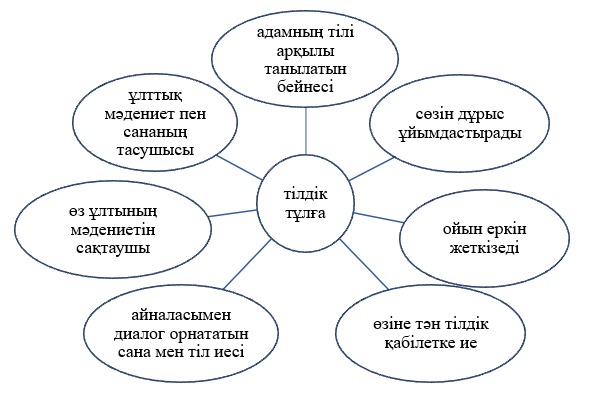 адамның тілі
арқылы
танылатын
бейнесі
сөзін дұрыс
ұйымдастырады
ойын еркін
жеткізеді
өзіне тән тілдік
қабілетке ие
айналасымен
диалог орнататын
сана мен тіл иесі
өз ұлтының
мәдениетін
сақтаушы
ұлттық
мәдениет пен
сананың
тасушысы
тілдік
тұлға